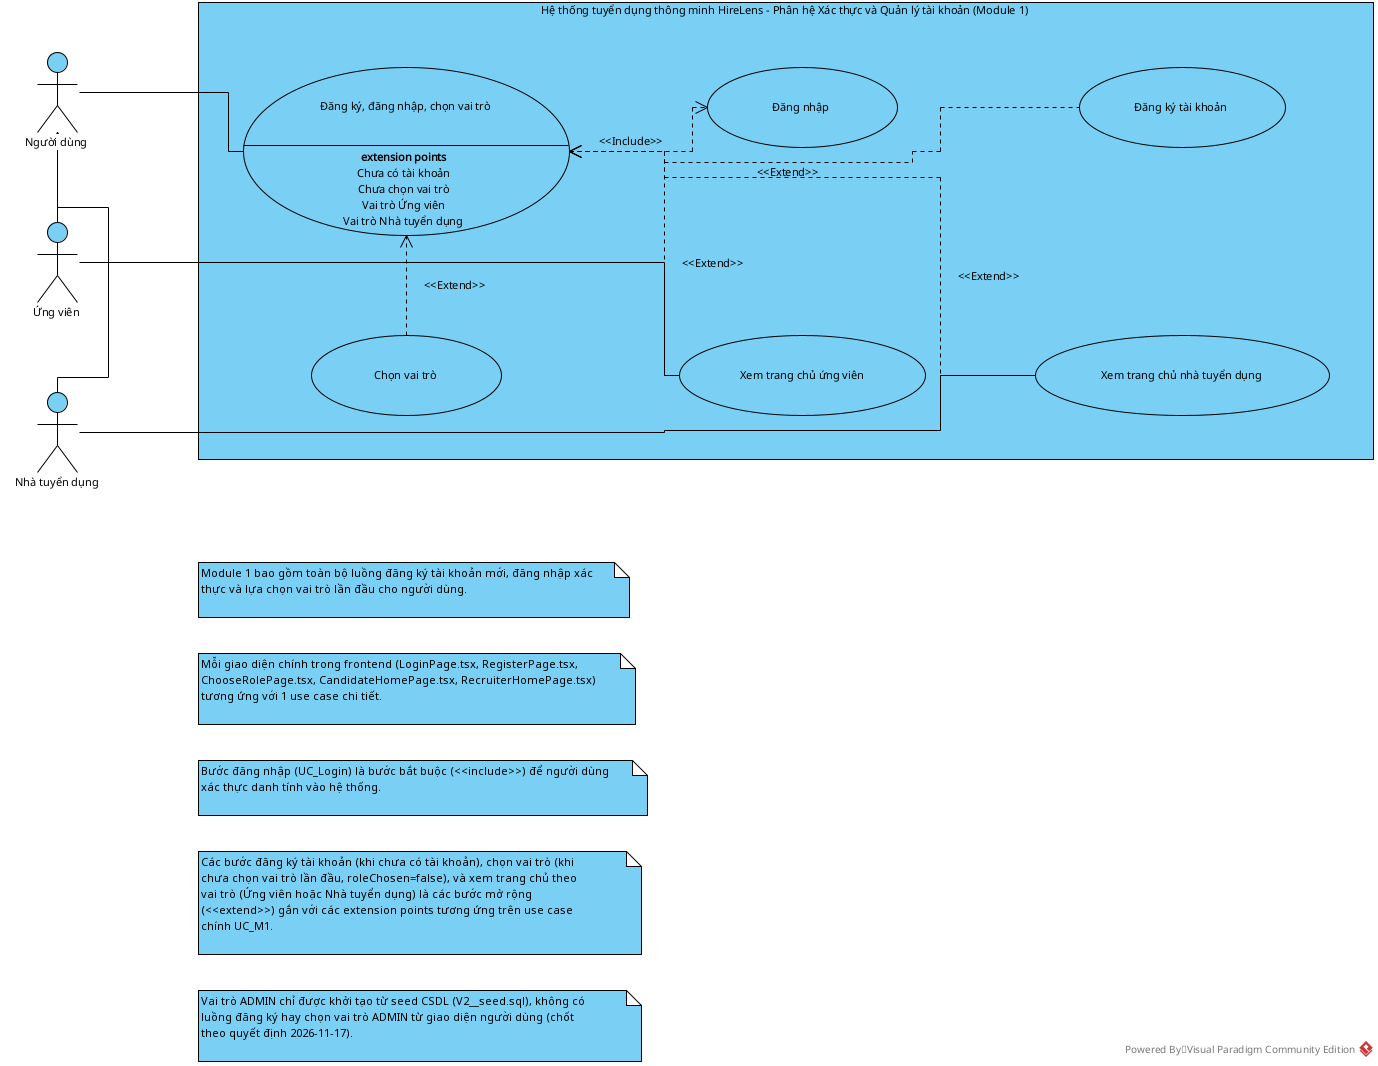 Hệ thống tuyển dụng thông minh HireLens - Phân hệ Xác thực và Quản lý tài khoản (Module 1)
Đăng ký, đăng nhập, chọn vai trò
Đăng nhập
Đăng ký tài khoản
Người dùng
<<Include>>
extension points
Chưa có tài khoản
Chưa chọn vai trò
Vai trò Ứng viên
Vai trò Nhà tuyển dụng
<<Extend>>
<<Extend>>
<<Extend>>
<<Extend>>
Ứng viên
Chọn vai trò
Xem trang chủ ứng viên
Xem trang chủ nhà tuyển dụng
Nhà tuyển dụng
Module 1 bao gồm toàn bộ luồng đăng ký tài khoản mới, đăng nhập xác
thực và lựa chọn vai trò lần đầu cho người dùng.
Mỗi giao diện chính trong frontend (LoginPage.tsx, RegisterPage.tsx,
ChooseRolePage.tsx, CandidateHomePage.tsx, RecruiterHomePage.tsx)
tương ứng với 1 use case chi tiết.
Bước đăng nhập (UC_Login) là bước bắt buộc (<<include>>) để người dùng
xác thực danh tính vào hệ thống.
Các bước đăng ký tài khoản (khi chưa có tài khoản), chọn vai trò (khi
chưa chọn vai trò lần đầu, roleChosen=false), và xem trang chủ theo
vai trò (Ứng viên hoặc Nhà tuyển dụng) là các bước mở rộng
(<<extend>>) gắn với các extension points tương ứng trên use case
chính UC_M1.
Vai trò ADMIN chỉ được khởi tạo từ seed CSDL (V2__seed.sql), không có
luồng đăng ký hay chọn vai trò ADMIN từ giao diện người dùng (chốt
theo quyết định 2026-11-17).
Powered By Visual Paradigm Community Edition